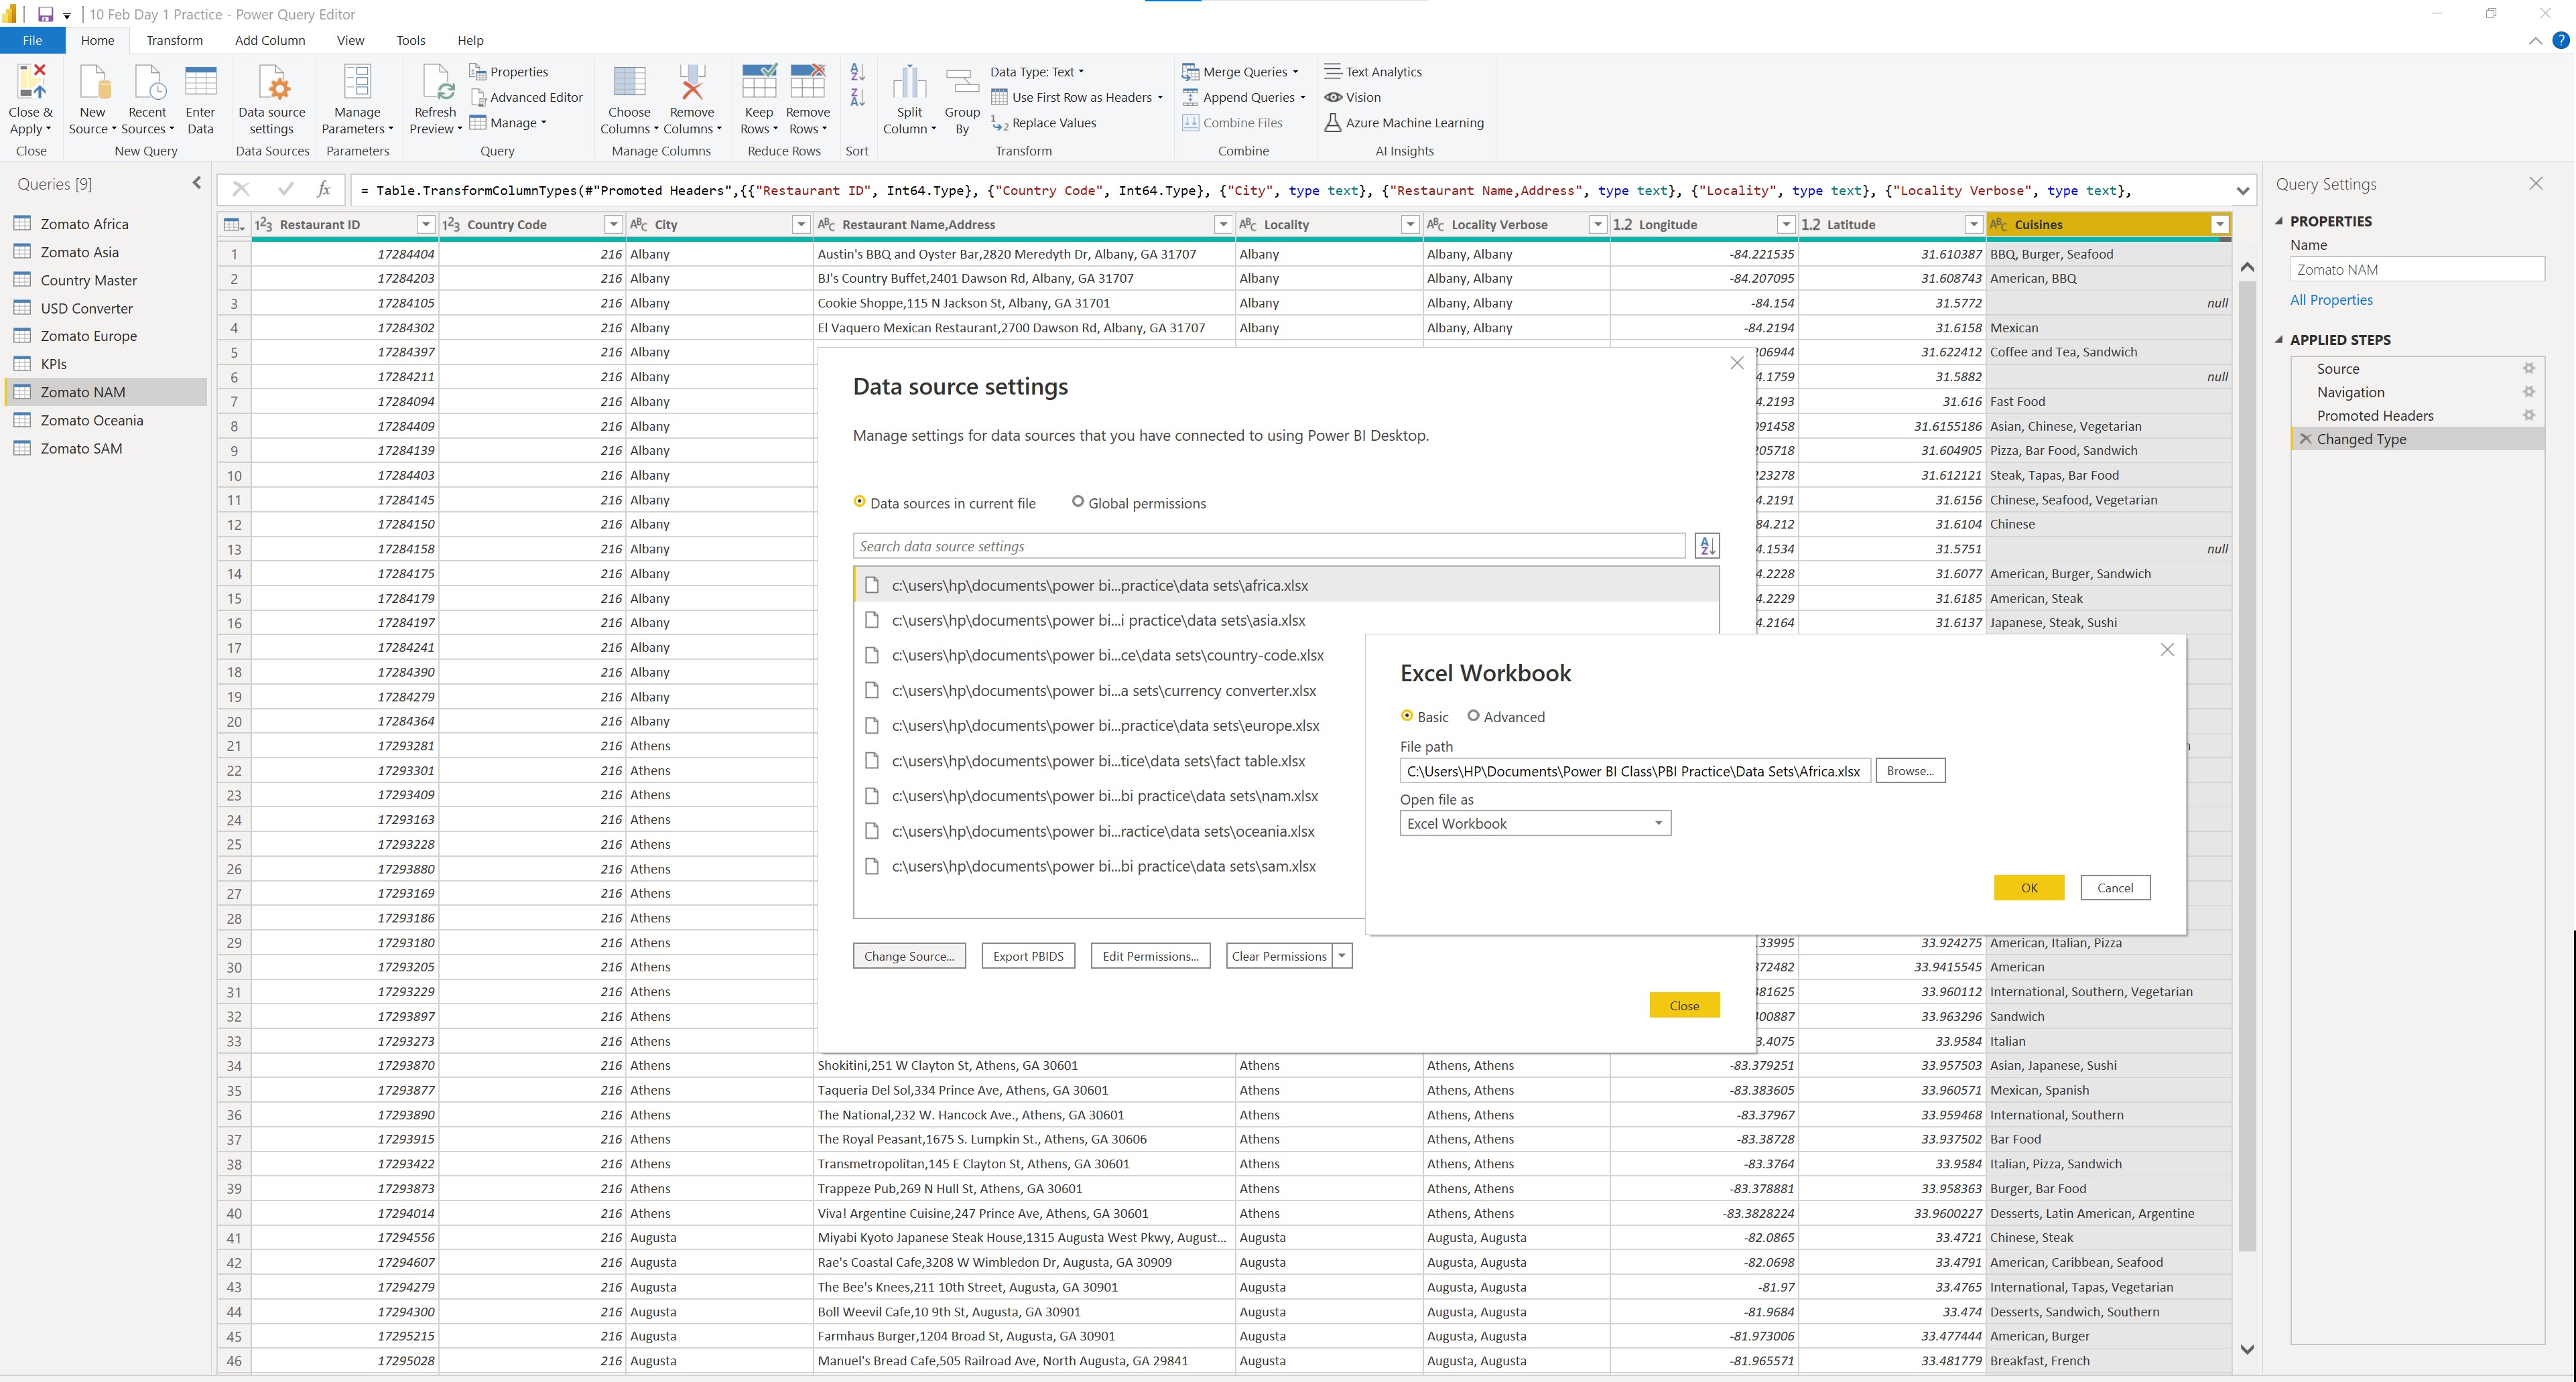 10 Feb Day 1 Practice - Power Query Editor
File Home Transform Add Column View Tools Help
Close & Apply
New Source
Recent Sources
Enter Data
Data source settings
Manage Parameters
Refresh Preview
Properties
Advanced Editor
Manage
Choose Columns
Remove Columns
Keep Rows
Remove Rows
Split Column
Group By
Data Type: Text
Use First Row as Headers
Replace Values
Merge Queries
Append Queries
Combine Files
Text Analytics
Vision
Azure Machine Learning
Close New Query Data Sources Parameters Query Manage Columns Reduce Rows Sort Transform Combine AI Insights
Queries [9]
Zomato Africa
Zomato Asia
Country Master
USD Converter
Zomato Europe
KPIs
Zomato NAM
Zomato Oceania
Zomato SAM
= Table.TransformColumnTypes(#"Promoted Headers",{{"Restaurant ID", Int64.Type}, {"Country Code", Int64.Type}, {"City", type text}, {"Restaurant Name,Address", type text}, {"Locality", type text}, {"Locality Verbose", type text},
Restaurant ID Country Code City Restaurant Name,Address Locality Locality Verbose Longitude Latitude Cuisines
1 17284404 216 Albany Austin's BBQ and Oyster Bar,2820 Meredyth Dr, Albany, GA 31707 Albany Albany, Albany -84.221535 31.610387 BBQ, Burger, Seafood
2 17284203 216 Albany BJ's Country Buffet,2401 Dawson Rd, Albany, GA 31707 Albany Albany, Albany -84.207095 31.608743 American, BBQ
3 17284105 216 Albany Cookie Shoppe,115 N Jackson St, Albany, GA 31701 Albany Albany, Albany -84.154 31.5772 null
4 17284302 216 Albany El Vaquero Mexican Restaurant,2700 Dawson Rd, Albany, GA 31707 Albany Albany, Albany -84.2194 31.6158 Mexican
5 17284397 216 Albany 206944 31.622412 Coffee and Tea, Sandwich
6 17284211 216 Albany 4.1759 31.5882 null
7 17284094 216 Albany 4.2193 31.616 Fast Food
8 17284409 216 Albany 091458 31.6155186 Asian, Chinese, Vegetarian
9 17284139 216 Albany 205718 31.604905 Pizza, Bar Food, Sandwich
10 17284403 216 Albany 223278 31.612121 Steak, Tapas, Bar Food
11 17284145 216 Albany 4.2191 31.6156 Chinese, Seafood, Vegetarian
12 17284150 216 Albany 84.212 31.6104 Chinese
13 17284158 216 Albany 4.1534 31.5751 null
14 17284175 216 Albany 4.2228 31.6077 American, Burger, Sandwich
15 17284179 216 Albany 4.2229 31.6185 American, Steak
16 17284197 216 Albany 4.2164 31.6137 Japanese, Steak, Sushi
17 17284241 216 Albany
18 17284390 216 Albany
19 17284279 216 Albany
20 17284364 216 Albany
21 17293281 216 Athens
22 17293301 216 Athens
23 17293409 216 Athens
24 17293163 216 Athens
25 17293228 216 Athens
26 17293880 216 Athens
27 17293169 216 Athens
28 17293186 216 Athens
29 17293180 216 Athens 33995 33.924275 American, Italian, Pizza
30 17293205 216 Athens 372482 33.9415545 American
31 17293229 216 Athens 381625 33.960112 International, Southern, Vegetarian
32 17293897 216 Athens 400887 33.963296 Sandwich
33 17293273 216 Athens 3.4075 33.9584 Italian
34 17293870 216 Athens Shokitini,251 W Clayton St, Athens, GA 30601 Athens Athens, Athens -83.379251 33.957503 Asian, Japanese, Sushi
35 17293877 216 Athens Taqueria Del Sol,334 Prince Ave, Athens, GA 30601 Athens Athens, Athens -83.383605 33.960571 Mexican, Spanish
36 17293890 216 Athens The National,232 W. Hancock Ave., Athens, GA 30601 Athens Athens, Athens -83.37967 33.959468 International, Southern
37 17293915 216 Athens The Royal Peasant,1675 S. Lumpkin St., Athens, GA 30606 Athens Athens, Athens -83.38728 33.937502 Bar Food
38 17293422 216 Athens Transmetropolitan,145 E Clayton St, Athens, GA 30601 Athens Athens, Athens -83.3764 33.9584 Italian, Pizza, Sandwich
39 17293873 216 Athens Trappeze Pub,269 N Hull St, Athens, GA 30601 Athens Athens, Athens -83.378881 33.958363 Burger, Bar Food
40 17294014 216 Athens Viva! Argentine Cuisine,247 Prince Ave, Athens, GA 30601 Athens Athens, Athens -83.3828224 33.9600227 Desserts, Latin American, Argentine
41 17294556 216 Augusta Miyabi Kyoto Japanese Steak House,1315 Augusta West Pkwy, August... Augusta Augusta, Augusta -82.0865 33.4721 Chinese, Steak
42 17294607 216 Augusta Rae's Coastal Cafe,3208 W Wimbledon Dr, Augusta, GA 30909 Augusta Augusta, Augusta -82.0698 33.4791 American, Caribbean, Seafood
43 17294279 216 Augusta The Bee's Knees,211 10th Street, Augusta, GA 30901 Augusta Augusta, Augusta -81.97 33.4765 International, Tapas, Vegetarian
44 17294300 216 Augusta Boll Weevil Cafe,10 9th St, Augusta, GA 30901 Augusta Augusta, Augusta -81.9684 33.474 Desserts, Sandwich, Southern
45 17295215 216 Augusta Farmhaus Burger,1204 Broad St, Augusta, GA 30901 Augusta Augusta, Augusta -81.973006 33.477444 American, Burger
46 17295028 216 Augusta Manuel's Bread Cafe,505 Railroad Ave, North Augusta, GA 29841 Augusta Augusta, Augusta -81.965571 33.481779 Breakfast, French
Data source settings
Manage settings for data sources that you have connected to using Power BI Desktop.
Data sources in current file Global permissions
Search data source settings
c:\users\hp\documents\power bi...practice\data sets\africa.xlsx
c:\users\hp\documents\power bi...i practice\data sets\asia.xlsx
c:\users\hp\documents\power bi...ce\data sets\country-code.xlsx
c:\users\hp\documents\power bi...a sets\currency converter.xlsx
c:\users\hp\documents\power bi...practice\data sets\europe.xlsx
c:\users\hp\documents\power bi...tice\data sets\fact table.xlsx
c:\users\hp\documents\power bi...bi practice\data sets\nam.xlsx
c:\users\hp\documents\power bi...ractice\data sets\oceania.xlsx
c:\users\hp\documents\power bi...bi practice\data sets\sam.xlsx
Change Source... Export PBIDS Edit Permissions... Clear Permissions
Close
Excel Workbook
Basic Advanced
File path
C:\Users\HP\Documents\Power BI Class\PBI Practice\Data Sets\Africa.xlsx Browse...
Open file as
Excel Workbook
OK Cancel
Query Settings
PROPERTIES
Name
Zomato NAM
All Properties
APPLIED STEPS
Source
Navigation
Promoted Headers
Changed Type